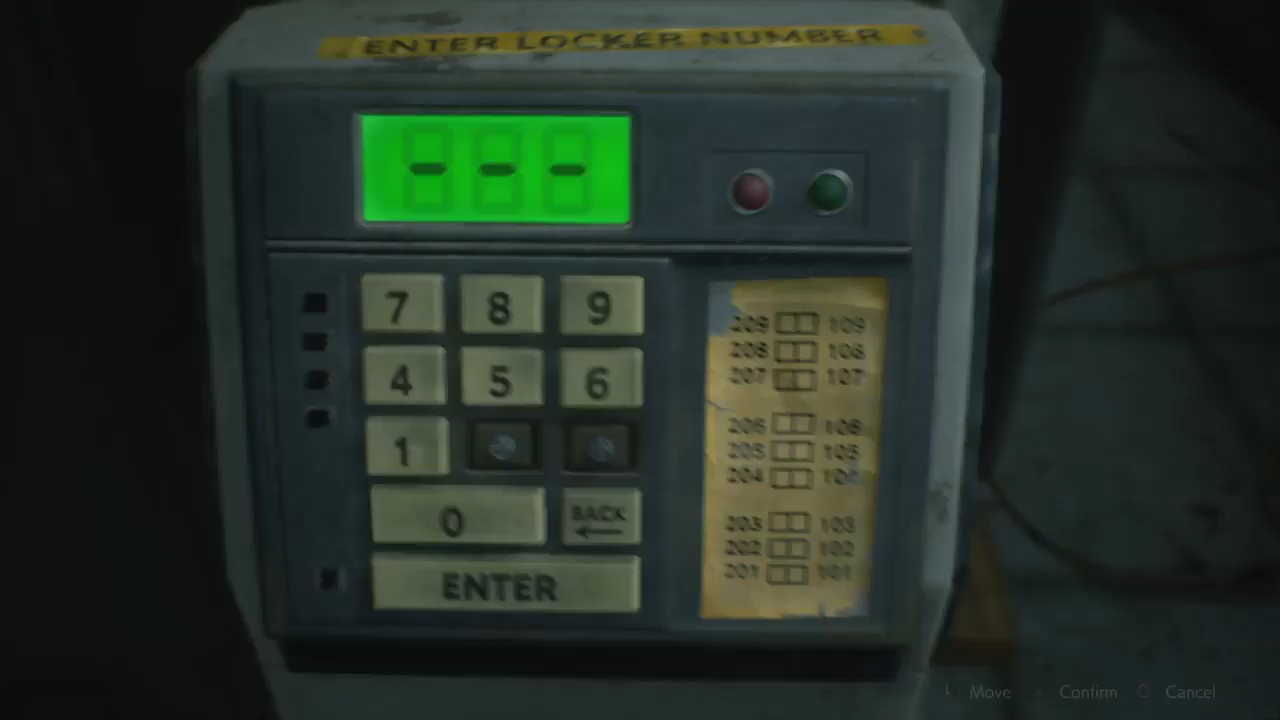 ENTER LOCKER NUMBER
- - -
7 8 9
4 5 6
1
0 BACK
ENTER
209 109
208 108
207 107
206 106
205 105
204 104
203 103
202 102
201 101
L Move X Confirm O Cancel